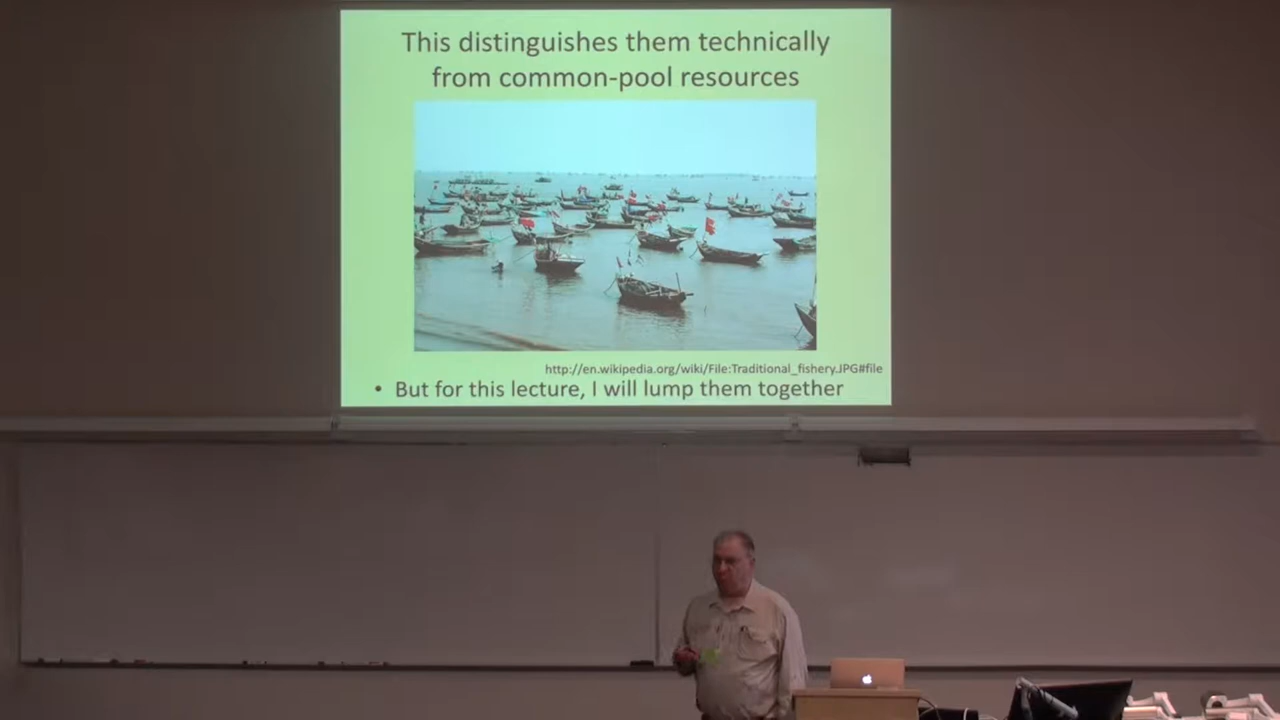 This distinguishes them technically
from common-pool resources
http://en.wikipedia.org/wiki/File:Traditional_fishery.JPG#file
• But for this lecture, I will lump them together